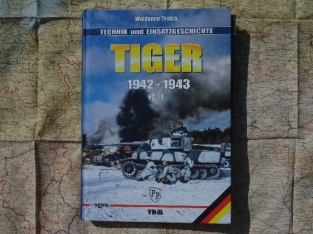 Waldemar Trojca
TECHNIK und EINSATZGESCHICHTE
TIGER
1942 - 1943
VOL. 1
VDM